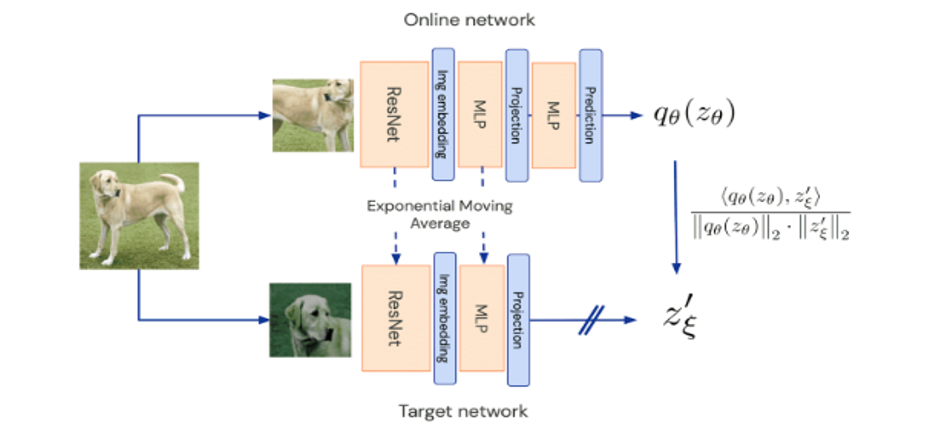 Online network
ResNet
Img embedding
MLP
Projection
MLP
Prediction
qθ(zθ)
Exponential Moving
Average
⟨qθ(zθ), z′ξ⟩
‖qθ(zθ)‖₂ · ‖z′ξ‖₂
ResNet
Img embedding
MLP
Projection
z′ξ
Target network